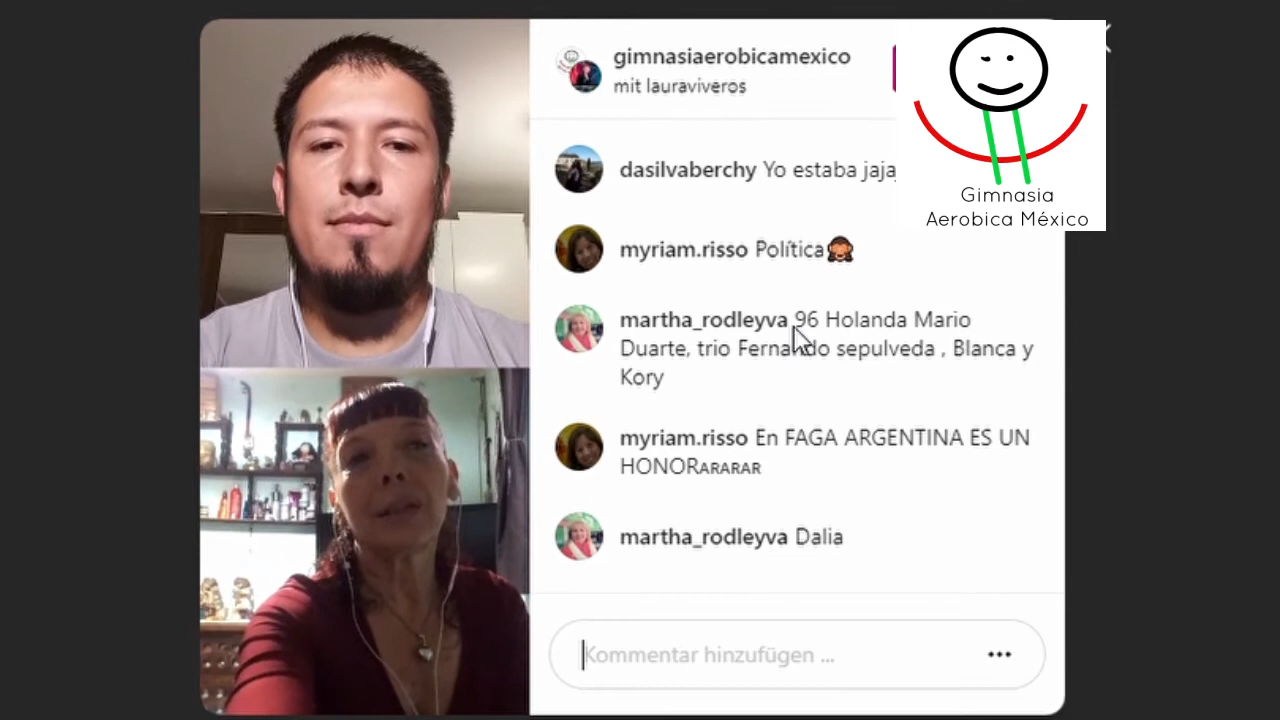 gimnasiaerobicamexico
mit lauraviveros
dasilvaberchy Yo estaba jaja
Gimnasia
Aerobica México
myriam.risso Política🙊
martha_rodleyva 96 Holanda Mario
Duarte, trio Fernando sepulveda , Blanca y
Kory
myriam.risso En FAGA ARGENTINA ES UN
HONORARARAR
martha_rodleyva Dalia
Kommentar hinzufügen ...